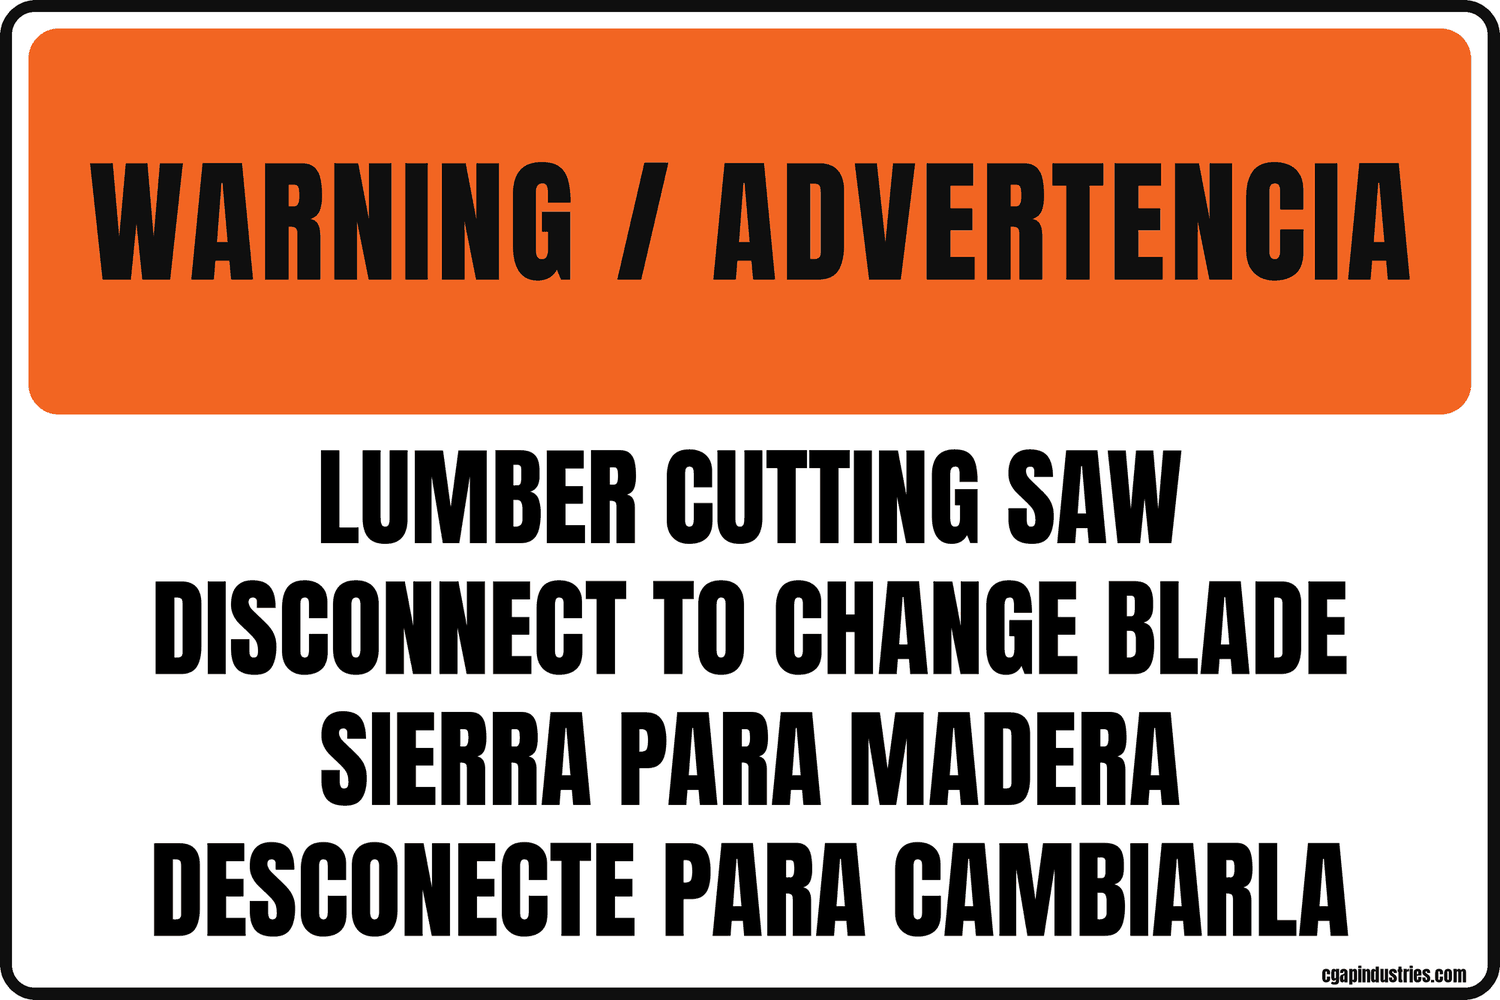 WARNING / ADVERTENCIA
LUMBER CUTTING SAW
DISCONNECT TO CHANGE BLADE
SIERRA PARA MADERA
DESCONECTE PARA CAMBIARLA
cgapindustries.com